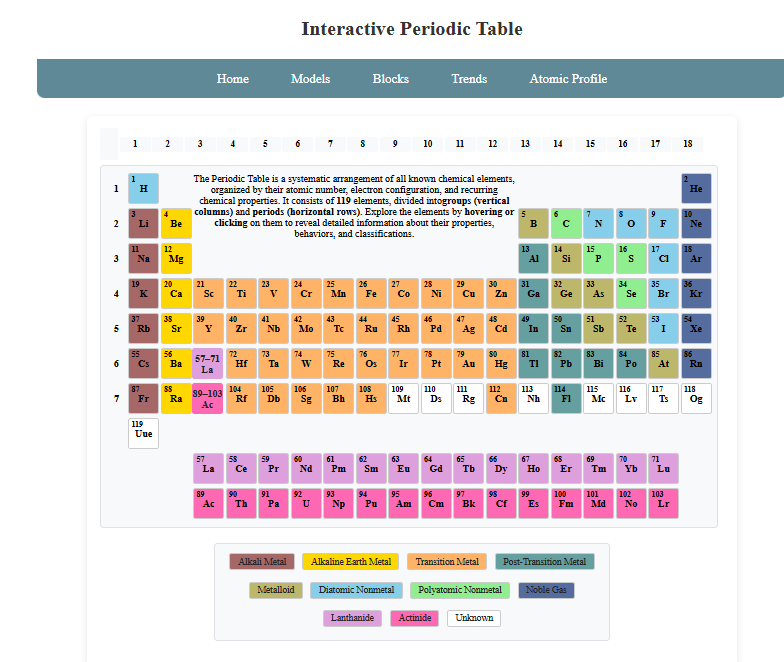 Interactive Periodic Table
Home Models Blocks Trends Atomic Profile
1 2 3 4 5 6 7 8 9 10 11 12 13 14 15 16 17 18
The Periodic Table is a systematic arrangement of all known chemical elements,
organized by their atomic number, electron configuration, and recurring
chemical properties. It consists of 119 elements, divided intogroups (vertical
columns) and periods (horizontal rows). Explore the elements by hovering or
clicking on them to reveal detailed information about their properties,
behaviors, and classifications.
1 1 H 2 He
2 3 Li 4 Be 5 B 6 C 7 N 8 O 9 F 10 Ne
3 11 Na 12 Mg 13 Al 14 Si 15 P 16 S 17 Cl 18 Ar
4 19 K 20 Ca 21 Sc 22 Ti 23 V 24 Cr 25 Mn 26 Fe 27 Co 28 Ni 29 Cu 30 Zn 31 Ga 32 Ge 33 As 34 Se 35 Br 36 Kr
5 37 Rb 38 Sr 39 Y 40 Zr 41 Nb 42 Mo 43 Tc 44 Ru 45 Rh 46 Pd 47 Ag 48 Cd 49 In 50 Sn 51 Sb 52 Te 53 I 54 Xe
6 55 Cs 56 Ba 57–71 La 72 Hf 73 Ta 74 W 75 Re 76 Os 77 Ir 78 Pt 79 Au 80 Hg 81 Tl 82 Pb 83 Bi 84 Po 85 At 86 Rn
7 87 Fr 88 Ra 89–103 Ac 104 Rf 105 Db 106 Sg 107 Bh 108 Hs 109 Mt 110 Ds 111 Rg 112 Cn 113 Nh 114 Fl 115 Mc 116 Lv 117 Ts 118 Og
119 Uue
57 La 58 Ce 59 Pr 60 Nd 61 Pm 62 Sm 63 Eu 64 Gd 65 Tb 66 Dy 67 Ho 68 Er 69 Tm 70 Yb 71 Lu
89 Ac 90 Th 91 Pa 92 U 93 Np 94 Pu 95 Am 96 Cm 97 Bk 98 Cf 99 Es 100 Fm 101 Md 102 No 103 Lr
Alkali Metal Alkaline Earth Metal Transition Metal Post-Transition Metal
Metalloid Diatomic Nonmetal Polyatomic Nonmetal Noble Gas
Lanthanide Actinide Unknown